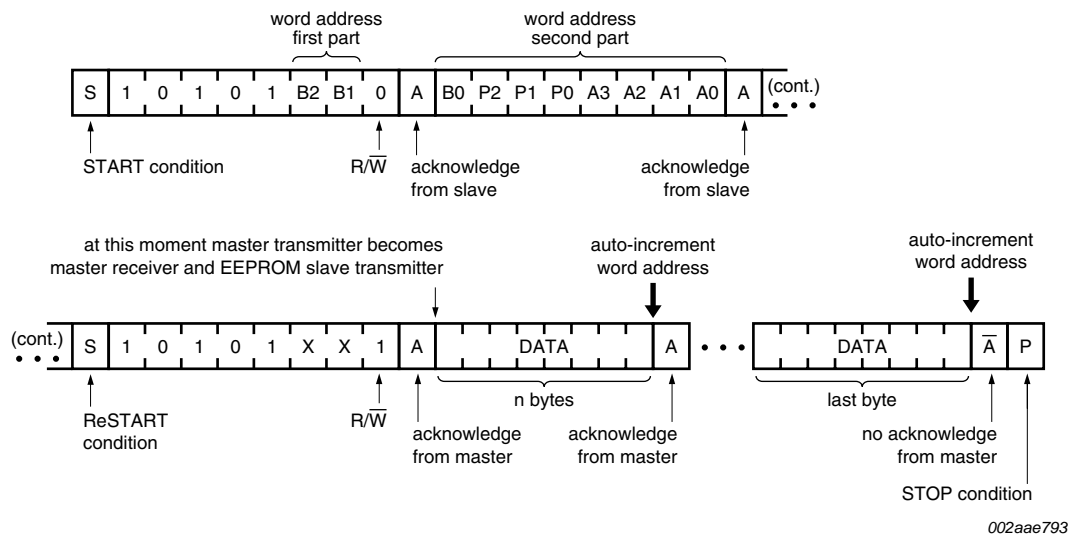 word address
first part
word address
second part
S 1 0 1 0 1 B2 B1 0 A B0 P2 P1 P0 A3 A2 A1 A0 A (cont.)
START condition
R/W̅
acknowledge
from slave
acknowledge
from slave
at this moment master transmitter becomes
master receiver and EEPROM slave transmitter
auto-increment
word address
auto-increment
word address
(cont.) S 1 0 1 0 1 X X 1 A DATA A DATA A̅ P
n bytes
last byte
ReSTART
condition
R/W̅
acknowledge
from master
acknowledge
from master
no acknowledge
from master
STOP condition
002aae793